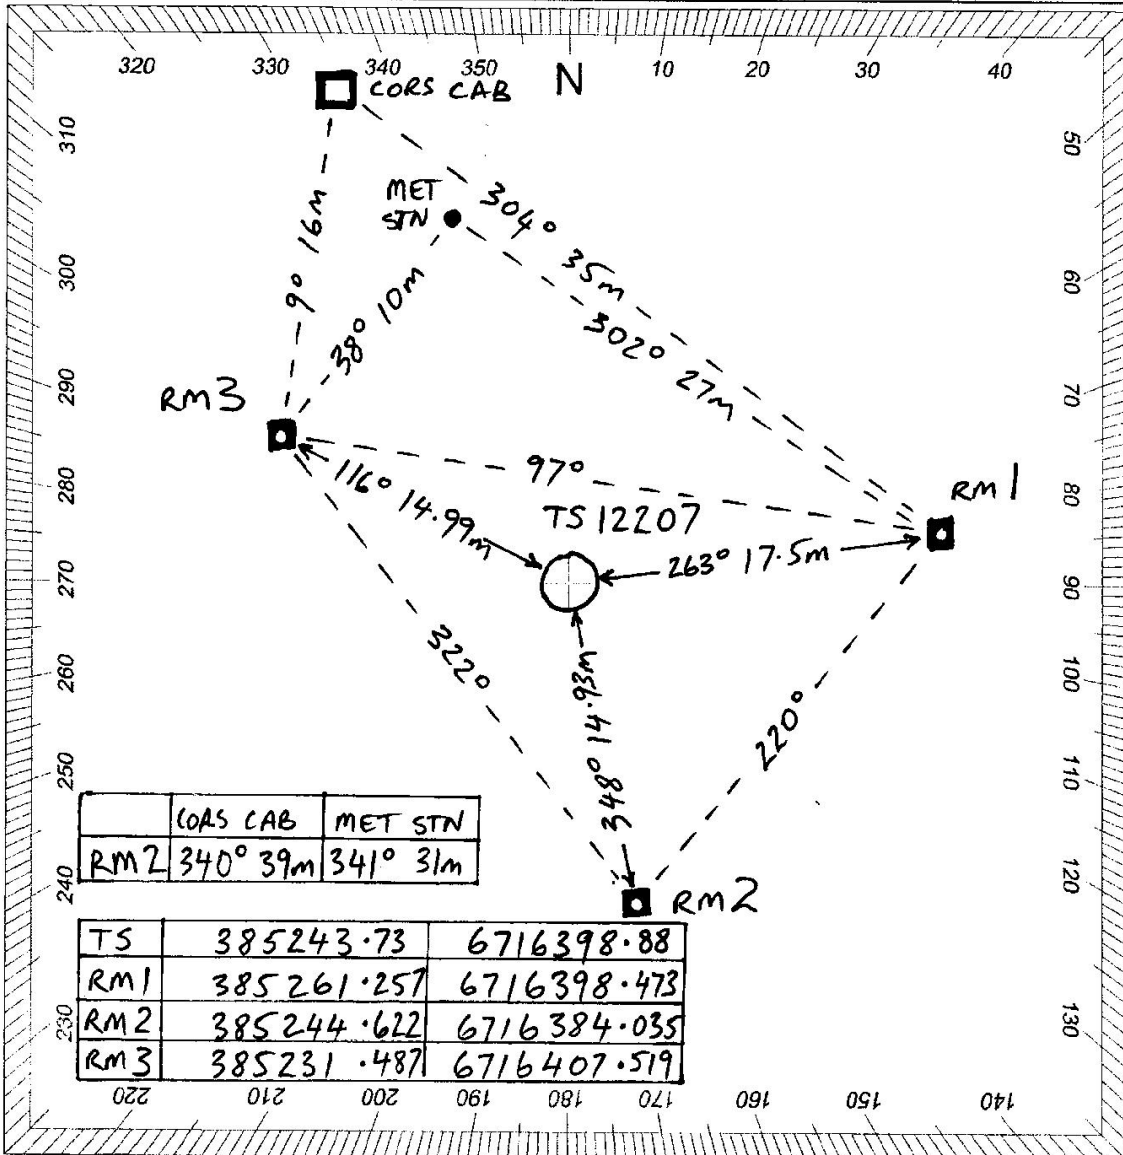 320 330 340 350 N 10 20 30 40
CORS CAB
310
50
MET
STN
304° 35m
9° 16m
300
60
38° 10m
302° 27m
290
70
RM3
97°
280
80
RM1
116° 14.99m
TS 12207
263° 17.5m
270
90
322°
260
100
348° 14.93m
220°
250
110
CORS CAB MET STN
RM2 340° 39m 341° 31m
240
120
RM2
TS 385243.73 6716398.88
RM1 385261.257 6716398.473
RM2 385244.622 6716384.035
230
130
RM3 385231.487 6716407.519
220 210 200 190 180 170 160 150 140